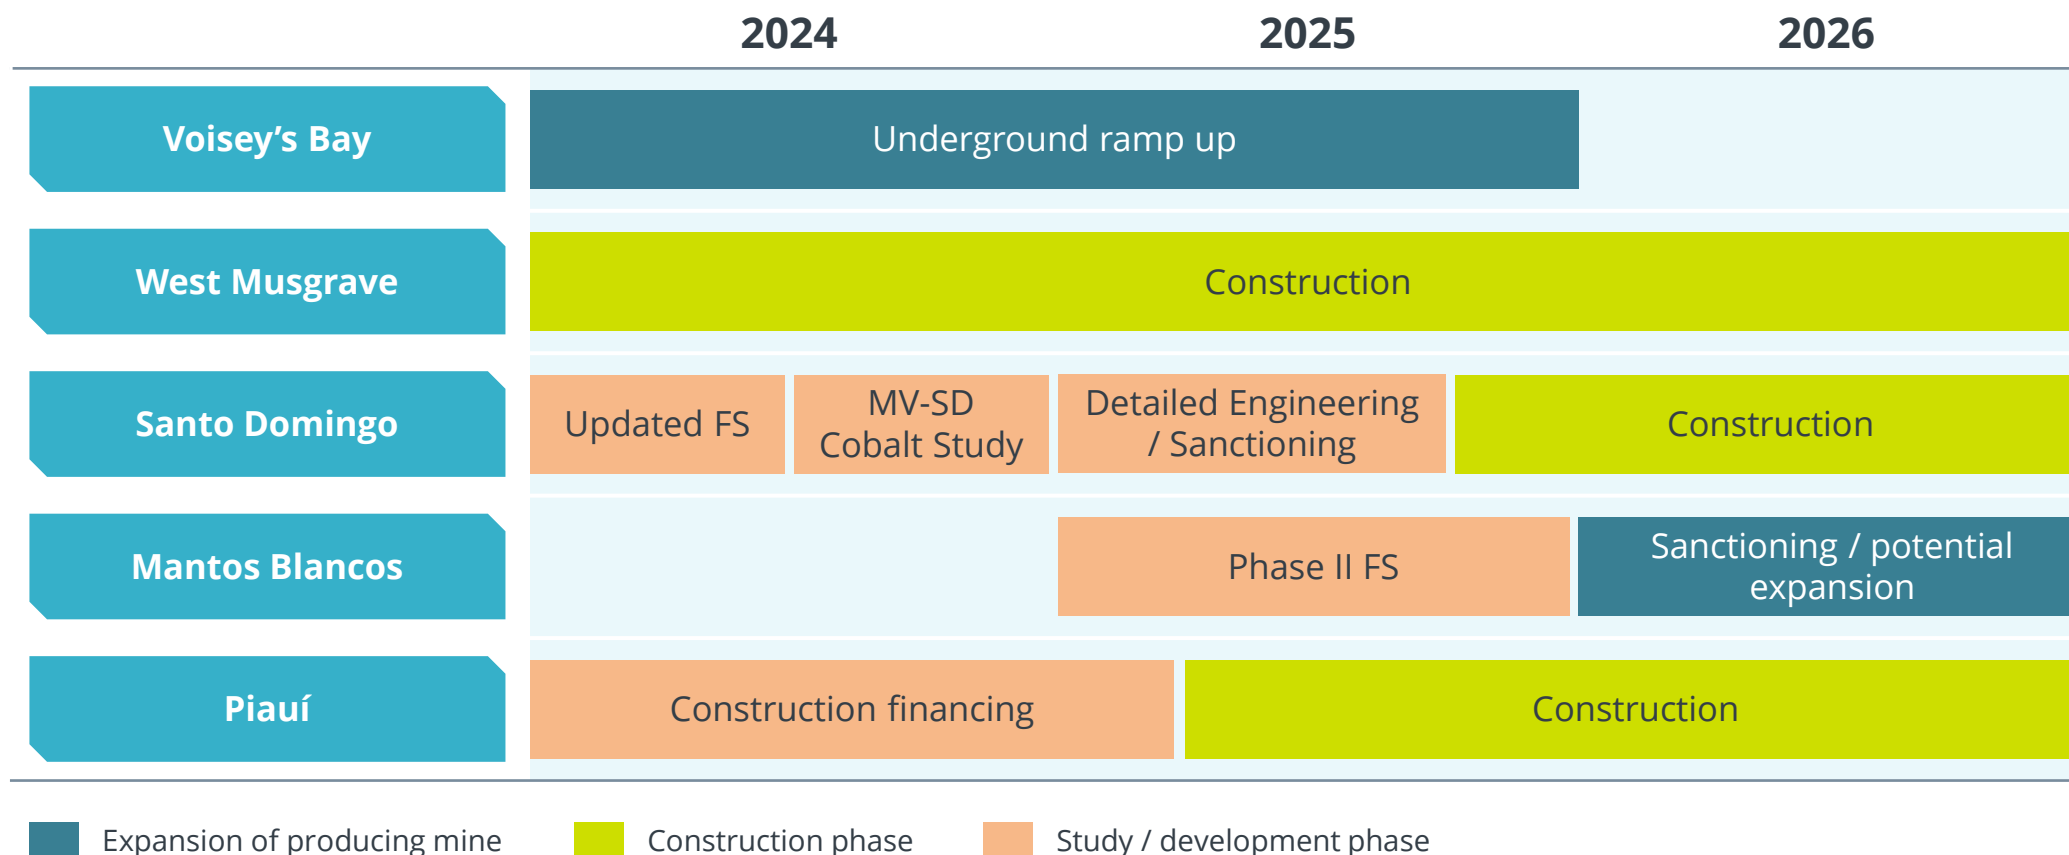 2024 2025 2026
Voisey’s Bay
Underground ramp up
West Musgrave
Construction
Santo Domingo
Updated FS
MV-SD
Cobalt Study
Detailed Engineering
/ Sanctioning
Construction
Mantos Blancos
Phase II FS
Sanctioning / potential
expansion
Piauí
Construction financing
Construction
Expansion of producing mine
Construction phase
Study / development phase